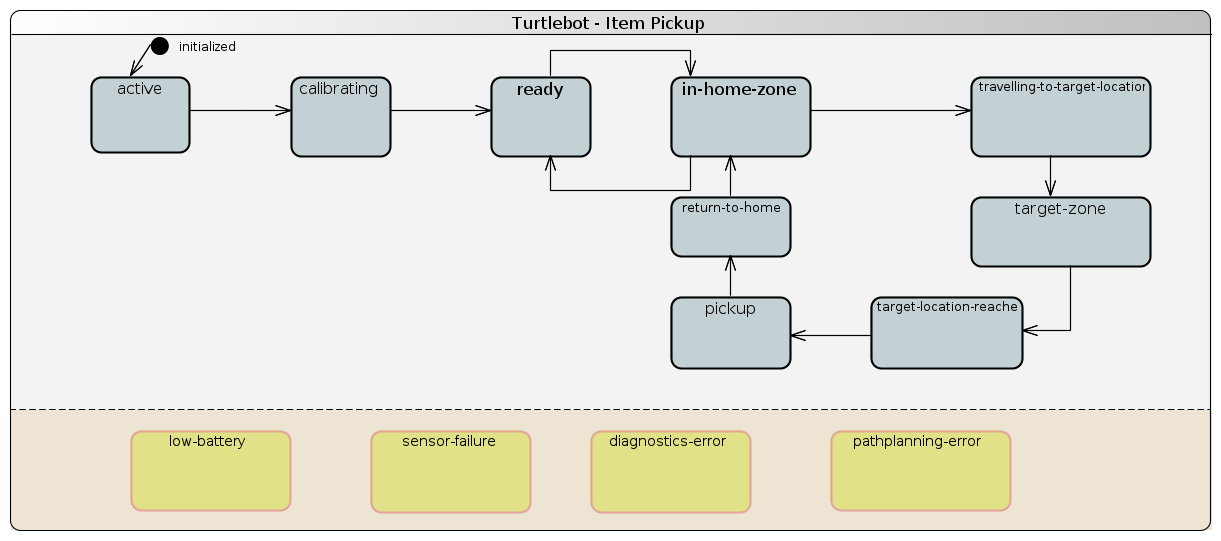 Turtlebot - Item Pickup
initialized
active
calibrating
ready
in-home-zone
travelling-to-target-location
return-to-home
target-zone
pickup
target-location-reache
low-battery
sensor-failure
diagnostics-error
pathplanning-error